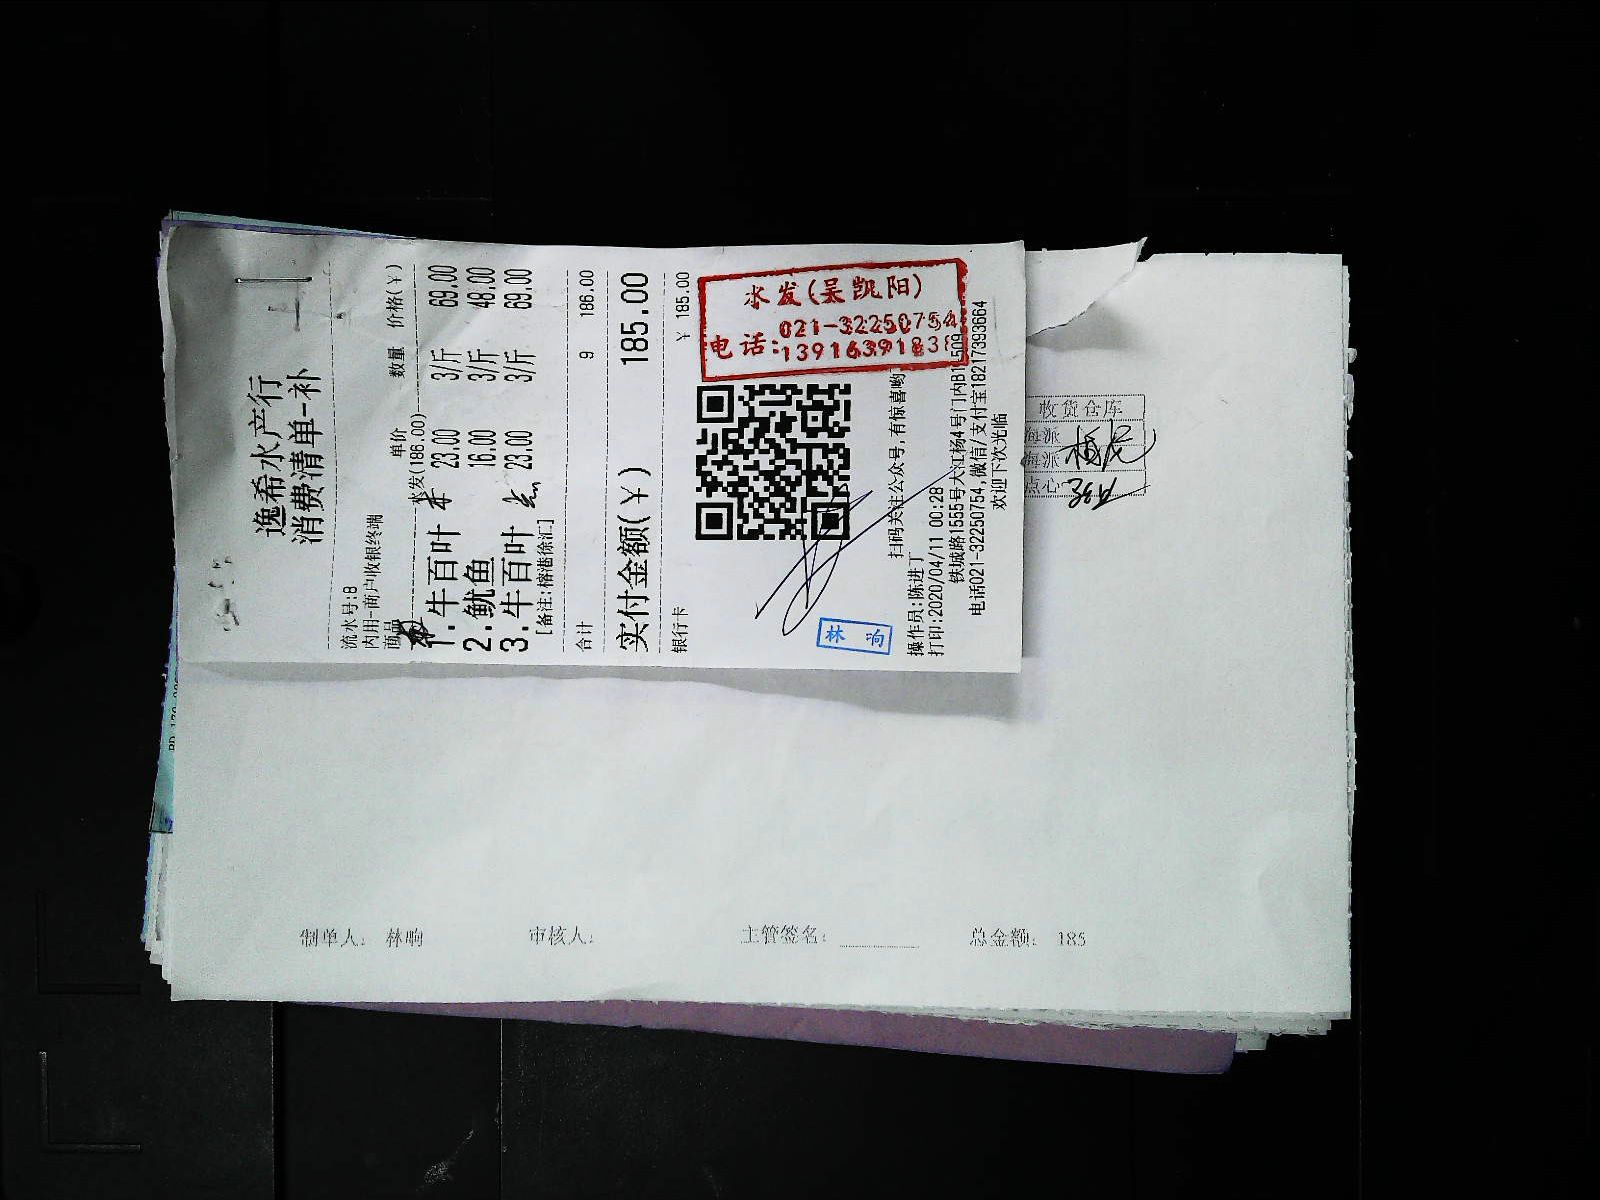 逸希水产行
消费清单-补
流水号:8
内用-商户收银终端
商品 单价 数量 价格(￥)
水发(186.00)
1.牛百叶 23.00 3/斤 69.00
2.鱿鱼 16.00 3/斤 48.00
3.牛百叶 23.00 3/斤 69.00
[备注:榕港徐汇]
合计 9 186.00
实付金额(￥) 185.00
银行卡 ￥ 185.00
水发(吴凯阳)
电话:021-32250754
1391639183
林响
扫码关注公众号,有惊喜哟
操作员:陈进丁
打印:2020/04/11 00:28
铁城路1555号大江杨4号门内B1-509
电话021-32250754,微信/支付宝18217393664
欢迎下次光临
收货仓库
海派
海派
点心
制单人: 林响 审核人: 主管签名: 总金额: 185